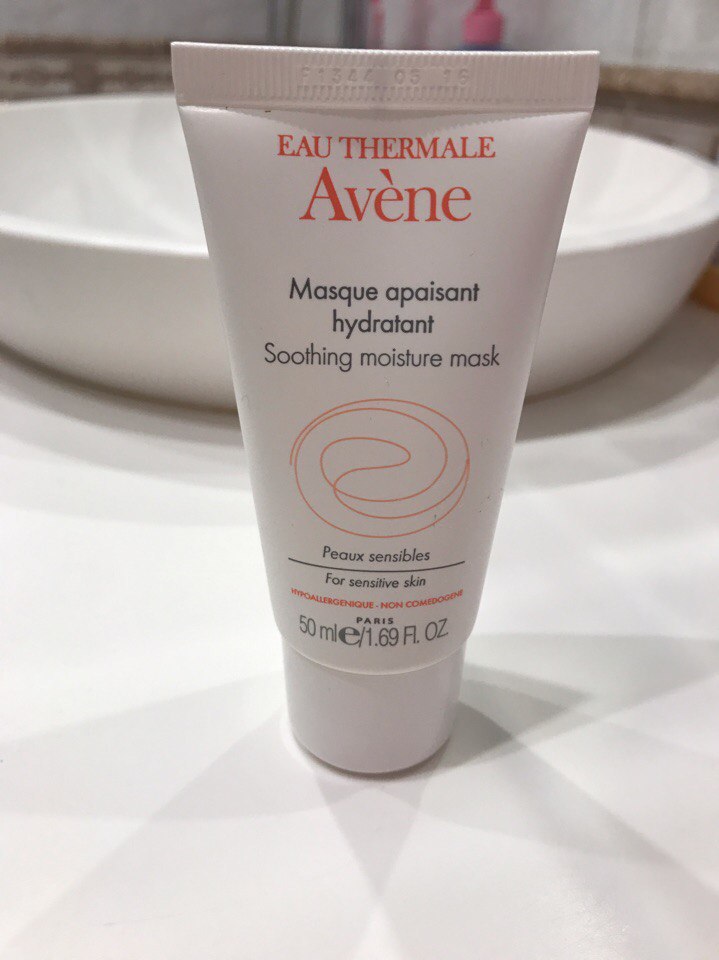 EAU THERMALE
Avène
Masque apaisant
hydratant
Soothing moisture mask
Peaux sensibles
For sensitive skin
HYPOALLERGENIQUE - NON COMEDOGENE
PARIS
50 ml e/1.69 FL. OZ.